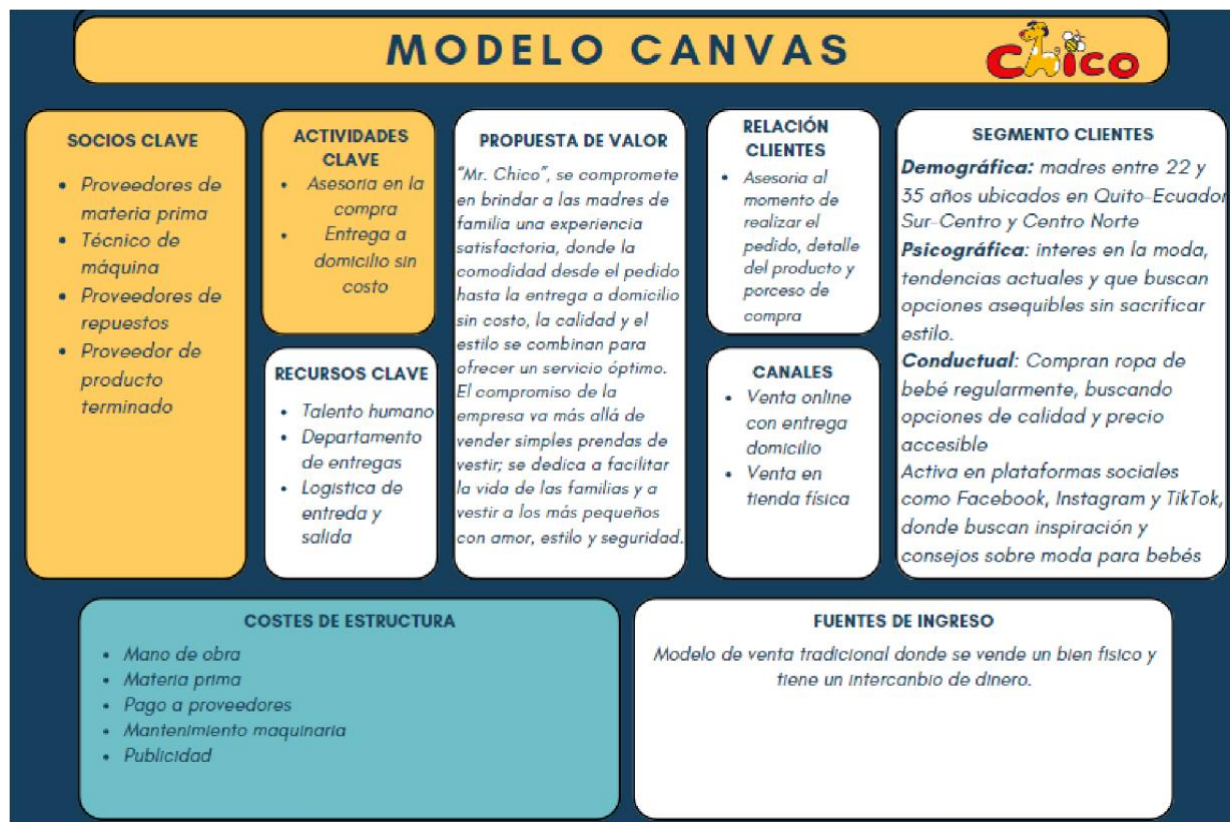 MODELO CANVAS
Chico
SOCIOS CLAVE
• Proveedores de
materia prima
• Técnico de
máquina
• Proveedores de
repuestos
• Proveedor de
producto
terminado
ACTIVIDADES
CLAVE
• Asesoria en la
compra
• Entrega a
domicilio sin
costo
RECURSOS CLAVE
• Talento humano
• Departamento
de entregas
• Logistica de
entreda y
salida
PROPUESTA DE VALOR
"Mr. Chico", se compromete
en brindar a las madres de
familia una experiencia
satisfactoria, donde la
comodidad desde el pedido
hasta la entrega a domicilio
sin costo, la calidad y el
estilo se combinan para
ofrecer un servicio óptimo.
El compromiso de la
empresa va más allá de
vender simples prendas de
vestir; se dedica a facilitar
la vida de las familias y a
vestir a los más pequeños
con amor, estilo y seguridad.
RELACIÓN
CLIENTES
• Asesoria al
momento de
realizar el
pedido, detalle
del producto y
porceso de
compra
CANALES
• Venta online
con entrega
domicilio
• Venta en
tienda física
SEGMENTO CLIENTES
Demográfica: madres entre 22 y
35 años ubicados en Quito-Ecuador
Sur-Centro y Centro Norte
Psicográfica: interes en la moda,
tendencias actuales y que buscan
opciones asequibles sin sacrificar
estilo.
Conductual: Compran ropa de
bebé regularmente, buscando
opciones de calidad y precio
accesible
Activa en plataformas sociales
como Facebook, Instagram y TikTok,
donde buscan inspiración y
consejos sobre moda para bebés
COSTES DE ESTRUCTURA
• Mano de obra
• Materia prima
• Pago a proveedores
• Mantenimiento maquinaria
• Publicidad
FUENTES DE INGRESO
Modelo de venta tradicional donde se vende un bien fisico y
tiene un intercanbio de dinero.